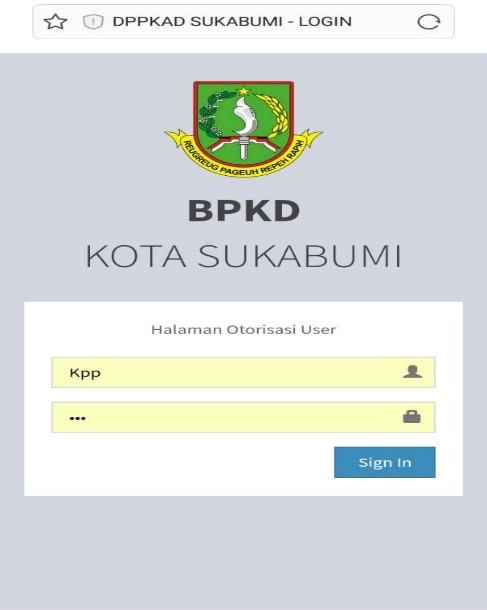 DPPKAD SUKABUMI - LOGIN
REUGREUG PAGEUH REPEH RAPIH
BPKD
KOTA SUKABUMI
Halaman Otorisasi User
Kpp
•••
Sign In